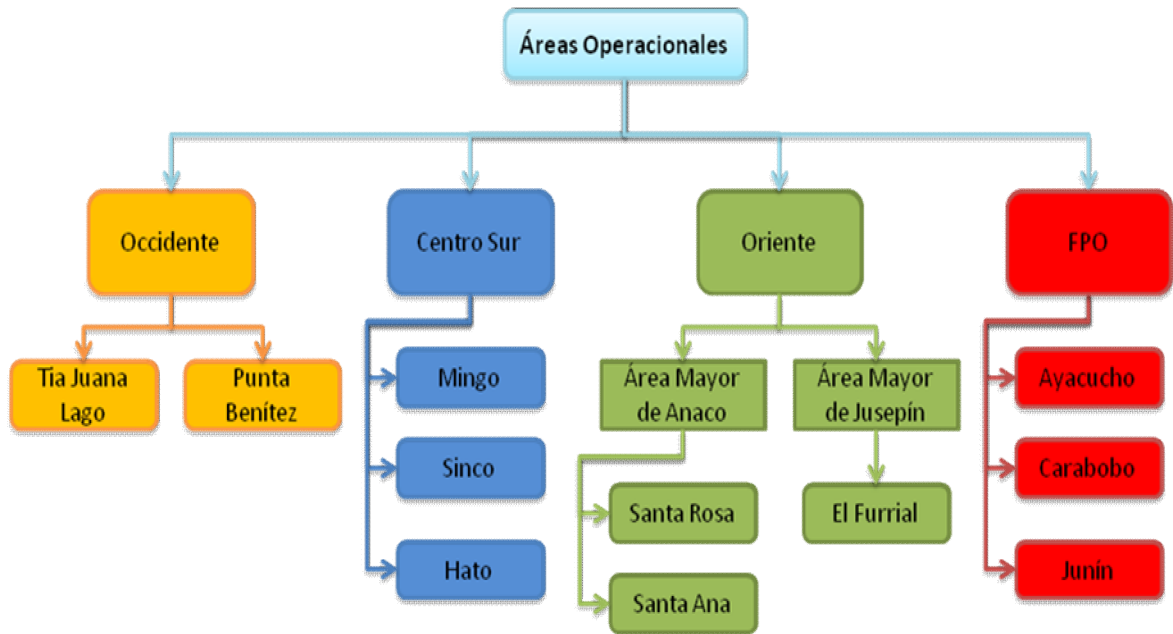 Áreas Operacionales
Occidente
Centro Sur
Oriente
FPO
Tía Juana
Lago
Punta
Benítez
Mingo
Sinco
Hato
Área Mayor
de Anaco
Área Mayor
de Jusepín
Santa Rosa
Santa Ana
El Furrial
Ayacucho
Carabobo
Junín